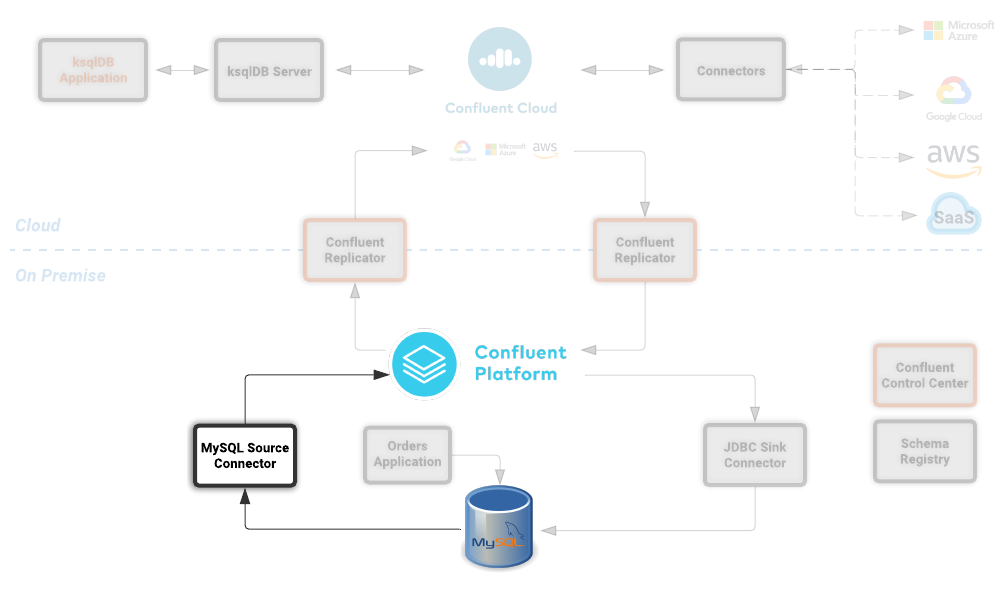 ksqlDB
Application
ksqlDB Server
Confluent Cloud
Connectors
Microsoft
Azure
Google Cloud
aws
SaaS
Google Cloud
Microsoft
Azure
aws
Cloud
On Premise
Confluent
Replicator
Confluent
Replicator
Confluent
Platform
Confluent
Control Center
MySQL Source
Connector
Orders
Application
JDBC Sink
Connector
Schema
Registry
MySQL